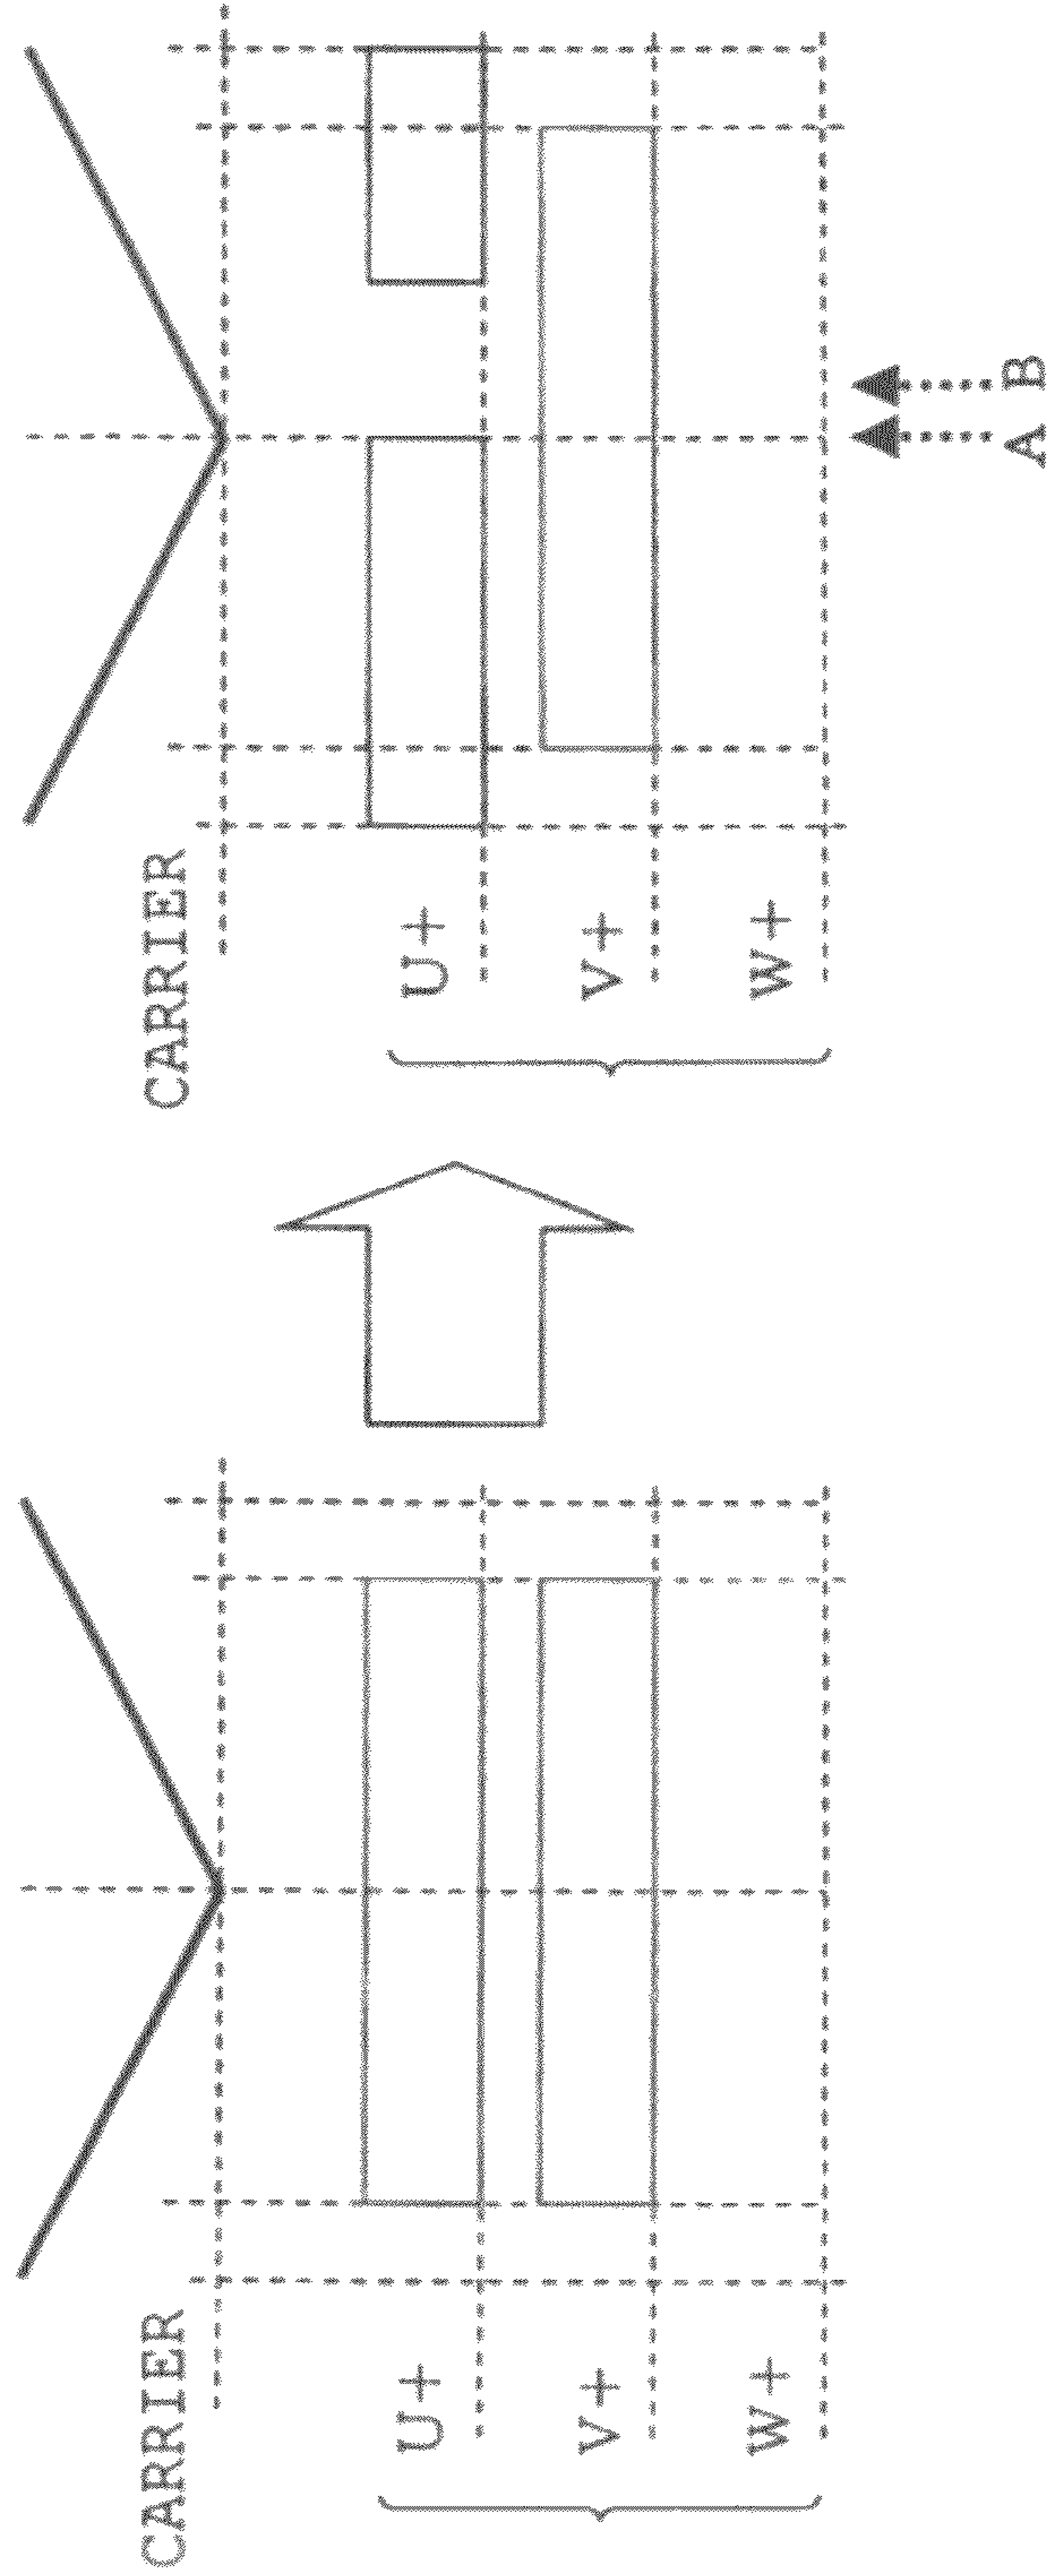 CARRIER
U+
V+
W+
CARRIER
U+
V+
W+
A B